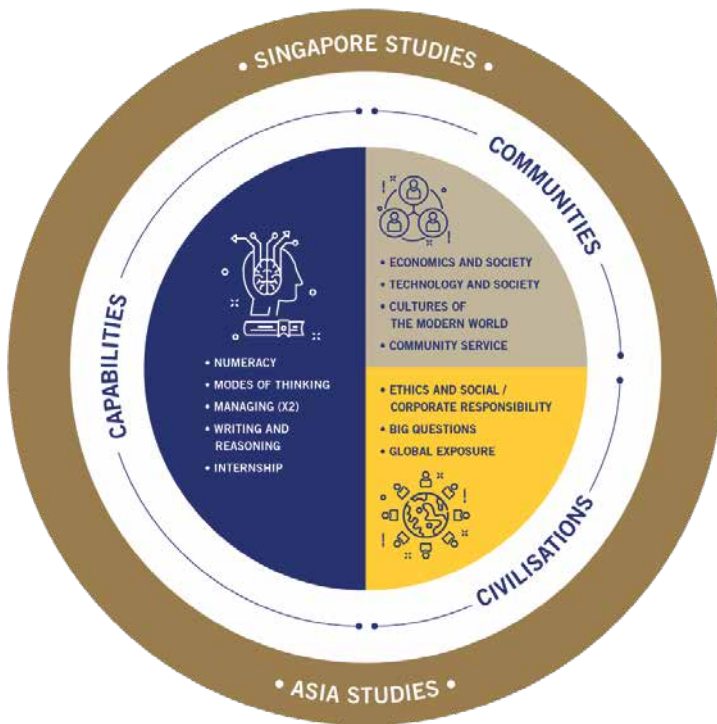 • SINGAPORE STUDIES •
CAPABILITIES
COMMUNITIES
CIVILISATIONS
• NUMERACY
• MODES OF THINKING
• MANAGING (X2)
• WRITING AND
REASONING
• INTERNSHIP
• ECONOMICS AND SOCIETY
• TECHNOLOGY AND SOCIETY
• CULTURES OF
THE MODERN WORLD
• COMMUNITY SERVICE
• ETHICS AND SOCIAL /
CORPORATE RESPONSIBILITY
• BIG QUESTIONS
• GLOBAL EXPOSURE
• ASIA STUDIES •